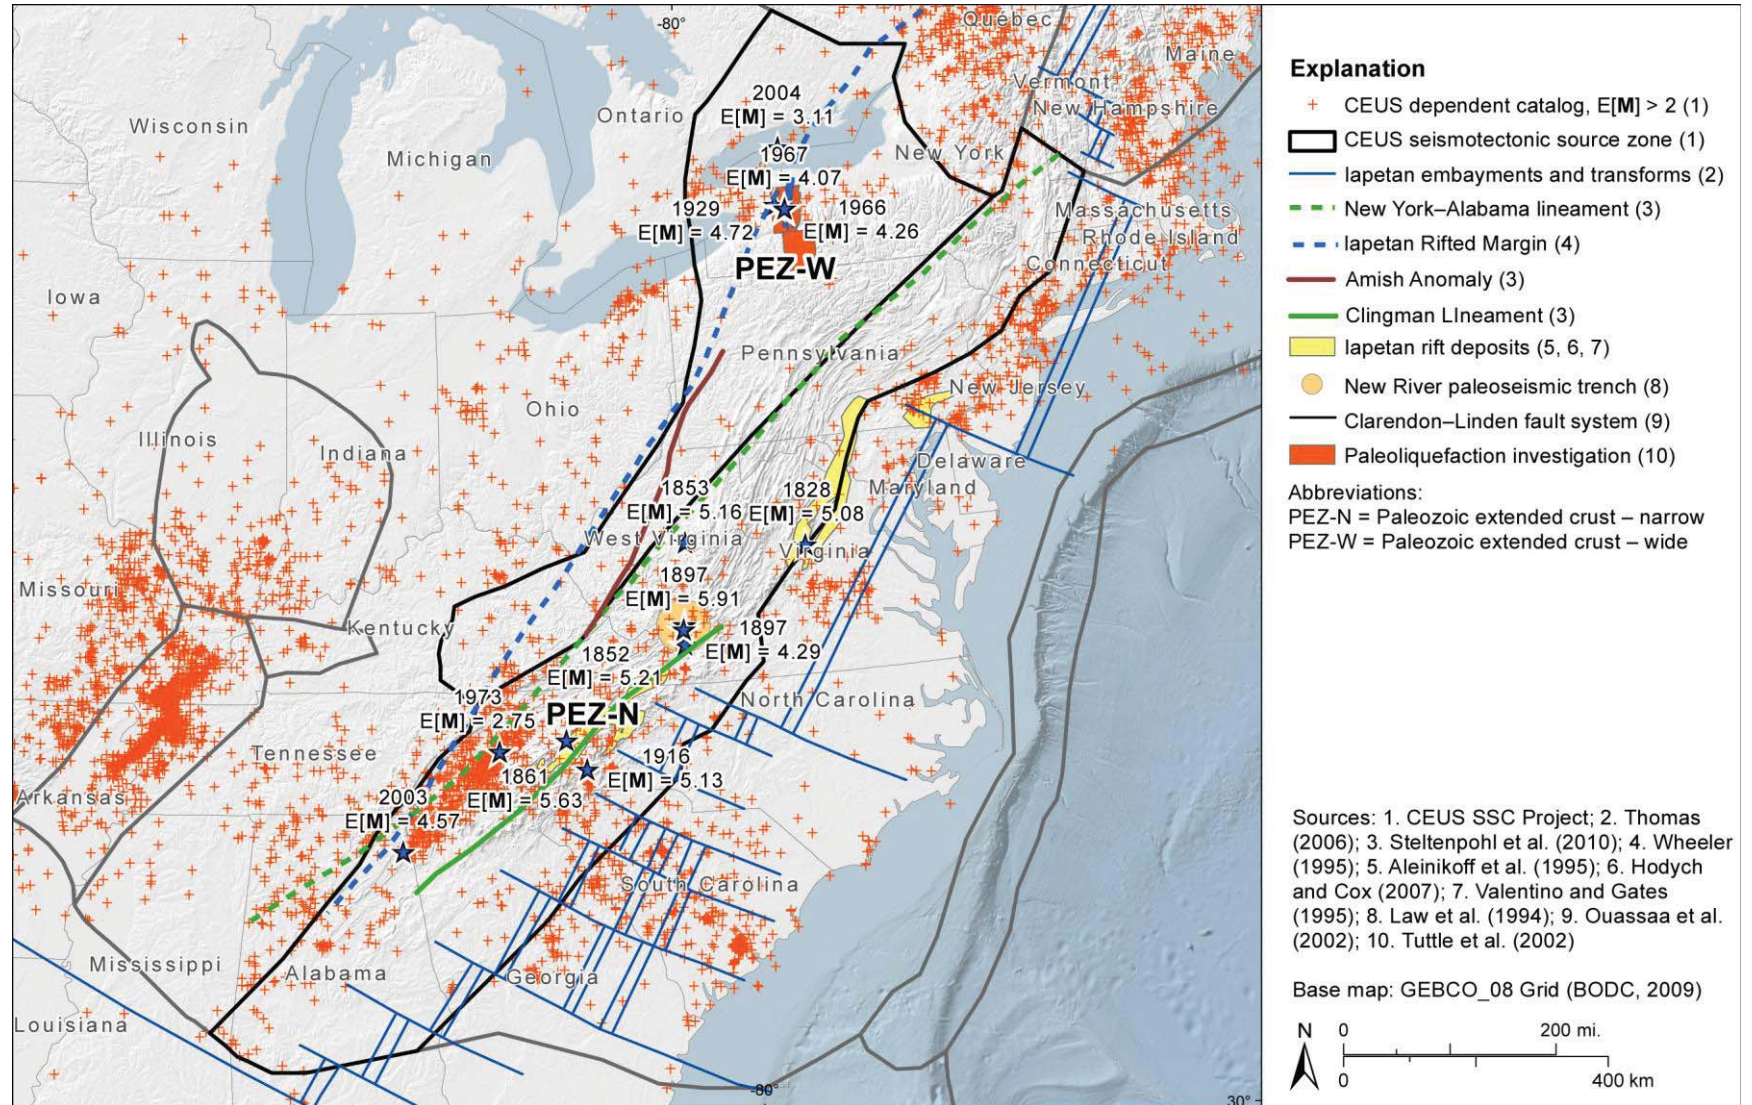 -80°
Québec
Maine
Vermont
New Hampshire
Ontario
Wisconsin
Michigan
New York
2004
E[M] = 3.11
1967
E[M] = 4.07
1929
E[M] = 4.72
1966
E[M] = 4.26
PEZ-W
Massachusetts
Rhode Island
Connecticut
Iowa
Pennsylvania
New Jersey
Ohio
Illinois
Indiana
Delaware
Maryland
1853
E[M] = 5.16
1828
E[M] = 5.08
West Virginia
Virginia
1897
E[M] = 5.91
Missouri
Kentucky
1897
E[M] = 4.29
1852
E[M] = 5.21
1973
E[M] = 2.75
PEZ-N
North Carolina
Tennessee
1916
E[M] = 5.13
1861
E[M] = 5.63
Arkansas
2003
E[M] = 4.57
South Carolina
Mississippi
Alabama
Georgia
Louisiana
-80°
30°
Explanation
CEUS dependent catalog, E[M] > 2 (1)
CEUS seismotectonic source zone (1)
Iapetan embayments and transforms (2)
New York–Alabama lineament (3)
Iapetan Rifted Margin (4)
Amish Anomaly (3)
Clingman LIneament (3)
Iapetan rift deposits (5, 6, 7)
New River paleoseismic trench (8)
Clarendon–Linden fault system (9)
Paleoliquefaction investigation (10)
Abbreviations:
PEZ-N = Paleozoic extended crust – narrow
PEZ-W = Paleozoic extended crust – wide
Sources: 1. CEUS SSC Project; 2. Thomas
(2006); 3. Steltenpohl et al. (2010); 4. Wheeler
(1995); 5. Aleinikoff et al. (1995); 6. Hodych
and Cox (2007); 7. Valentino and Gates
(1995); 8. Law et al. (1994); 9. Ouassaa et al.
(2002); 10. Tuttle et al. (2002)
Base map: GEBCO_08 Grid (BODC, 2009)
N
0 200 mi.
0 400 km